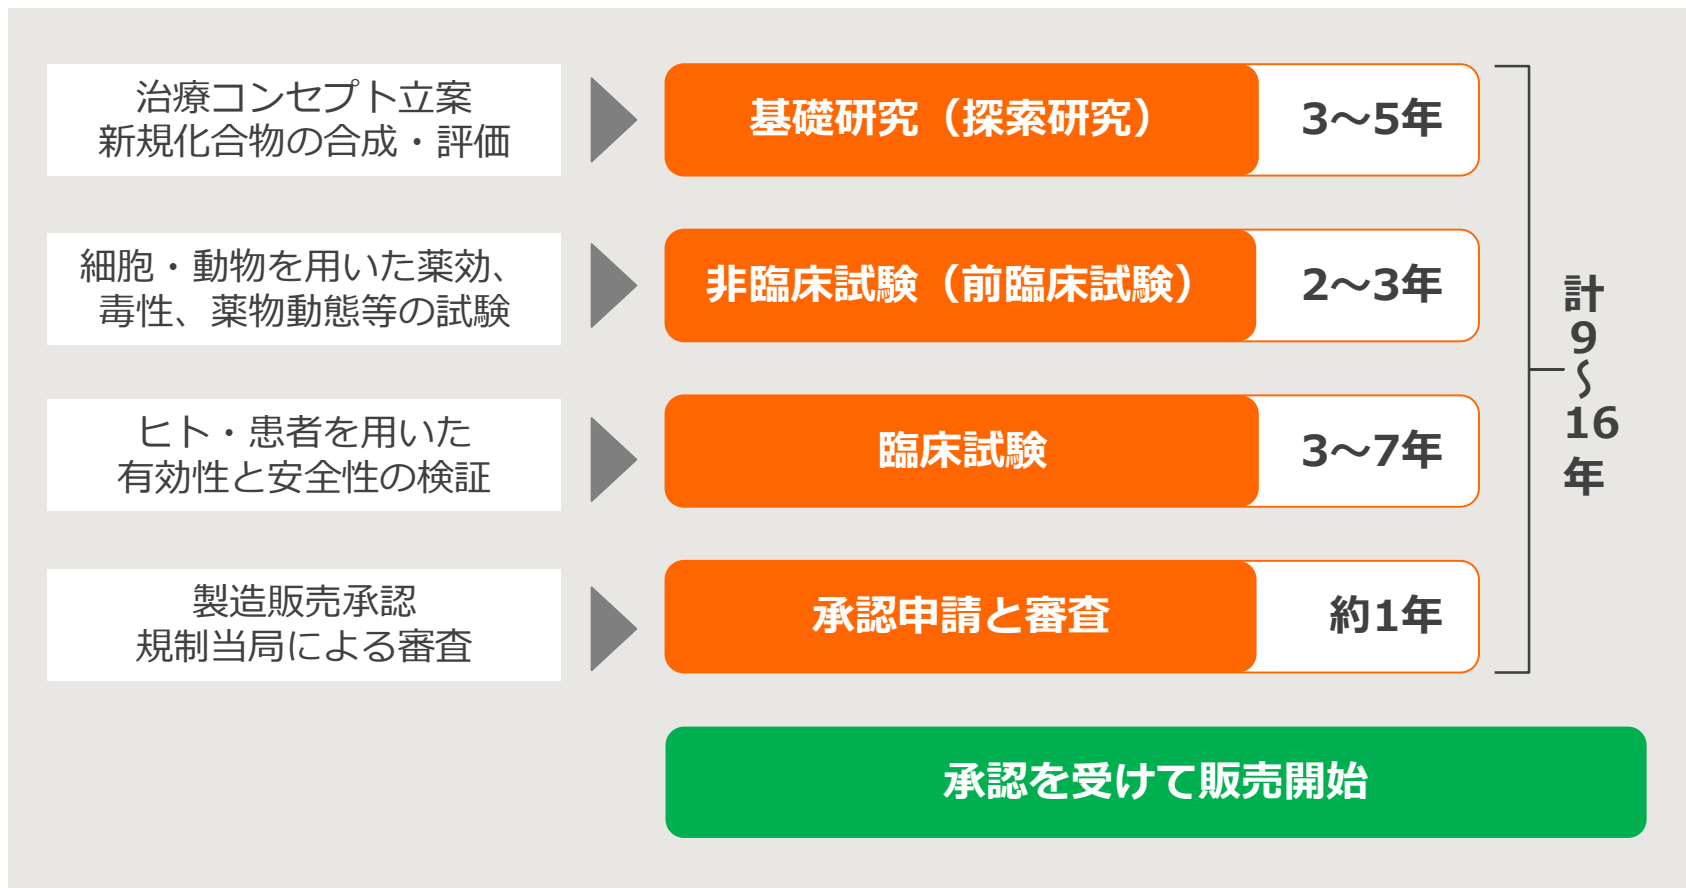 治療コンセプト立案
新規化合物の合成・評価
基礎研究（探索研究）
3～5年
細胞・動物を用いた薬効、
毒性、薬物動態等の試験
非臨床試験（前臨床試験）
2～3年
ヒト・患者を用いた
有効性と安全性の検証
臨床試験
3～7年
製造販売承認
規制当局による審査
承認申請と審査
約1年
計9～16年
承認を受けて販売開始